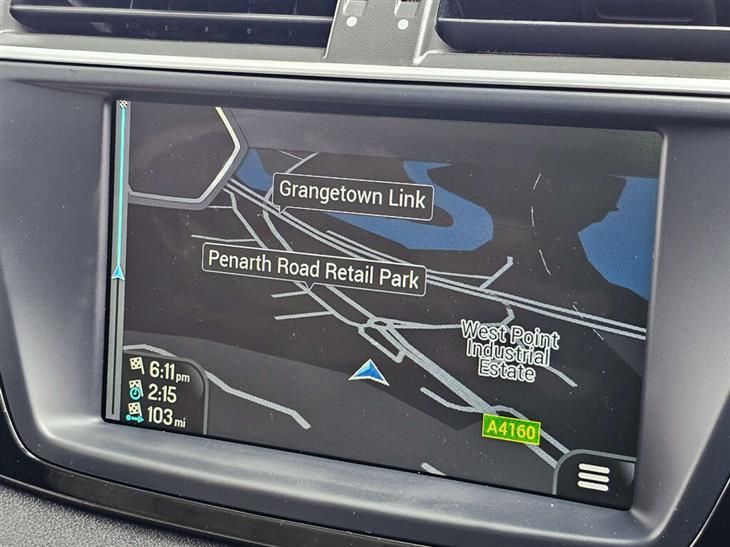 Grangetown Link
Penarth Road Retail Park
West Point
Industrial
Estate
A4160
6:11pm
2:15
103 mi